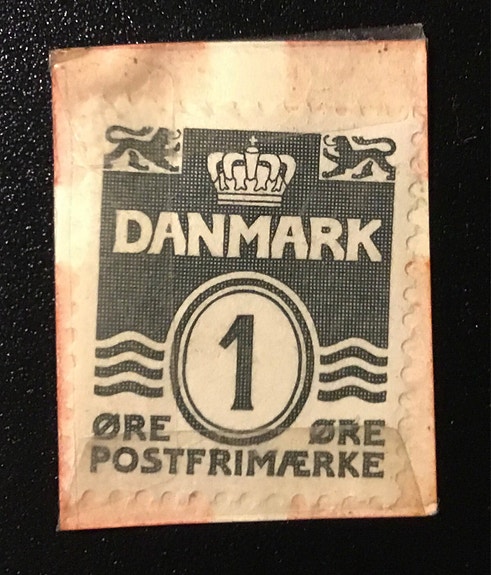 DANMARK
1
ØRE ØRE
POSTFRIMÆRKE